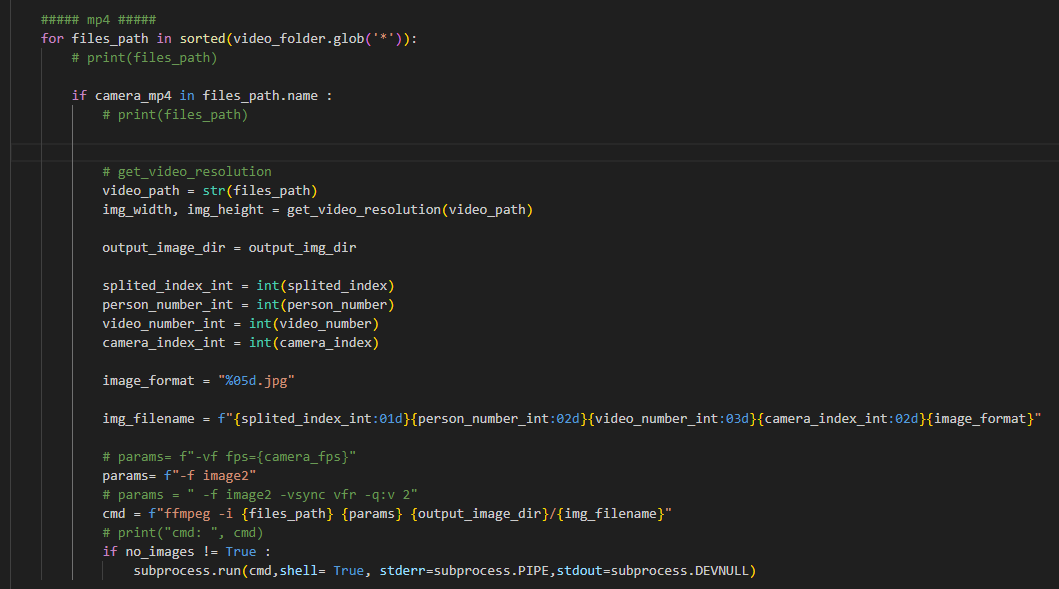 ##### mp4 #####
for files_path in sorted(video_folder.glob('*')):
# print(files_path)
if camera_mp4 in files_path.name :
# print(files_path)
# get_video_resolution
video_path = str(files_path)
img_width, img_height = get_video_resolution(video_path)
output_image_dir = output_img_dir
splited_index_int = int(splited_index)
person_number_int = int(person_number)
video_number_int = int(video_number)
camera_index_int = int(camera_index)
image_format = "%05d.jpg"
img_filename = f"{splited_index_int:01d}{person_number_int:02d}{video_number_int:03d}{camera_index_int:02d}{image_format}"
# params= f"-vf fps={camera_fps}"
params= f"-f image2"
# params = " -f image2 -vsync vfr -q:v 2"
cmd = f"ffmpeg -i {files_path} {params} {output_image_dir}/{img_filename}"
# print("cmd: ", cmd)
if no_images != True :
subprocess.run(cmd,shell= True, stderr=subprocess.PIPE,stdout=subprocess.DEVNULL)